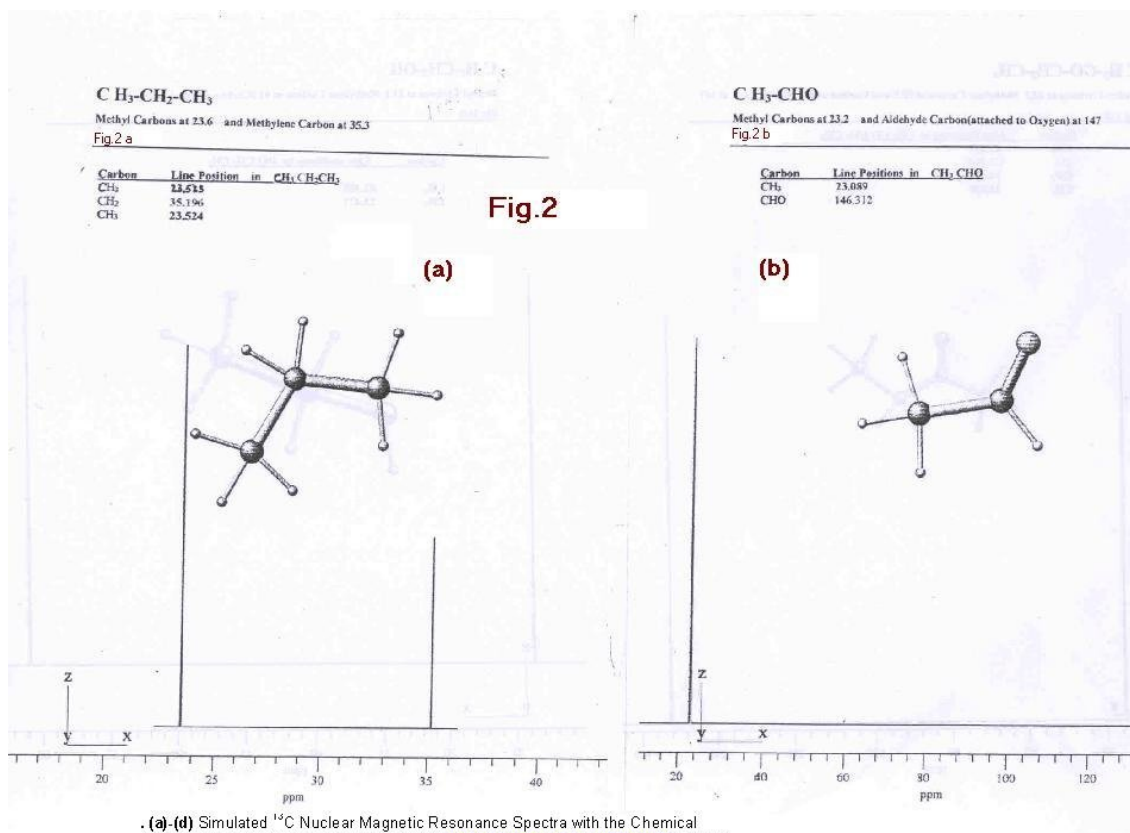 C H₃-CH₂-CH₃
Methyl Carbons at 23.6 and Methylene Carbon at 35.3
Fig.2 a
Carbon Line Position in CH₃ CH₂CH₃
CH₃ 23.523
CH₂ 35.196
CH₃ 23.524
Fig.2
(a)
z
y x
20 25 30 35 40
ppm
C H₃-CHO
Methyl Carbons at 23.2 and Aldehyde Carbon(attached to Oxygen) at 147
Fig.2 b
Carbon Line Positions in CH₃ CHO
CH₃ 23.089
CHO 146.312
(b)
z
y x
20 40 60 80 100 120
ppm
. (a)-(d) Simulated ¹³C Nuclear Magnetic Resonance Spectra with the Chemical